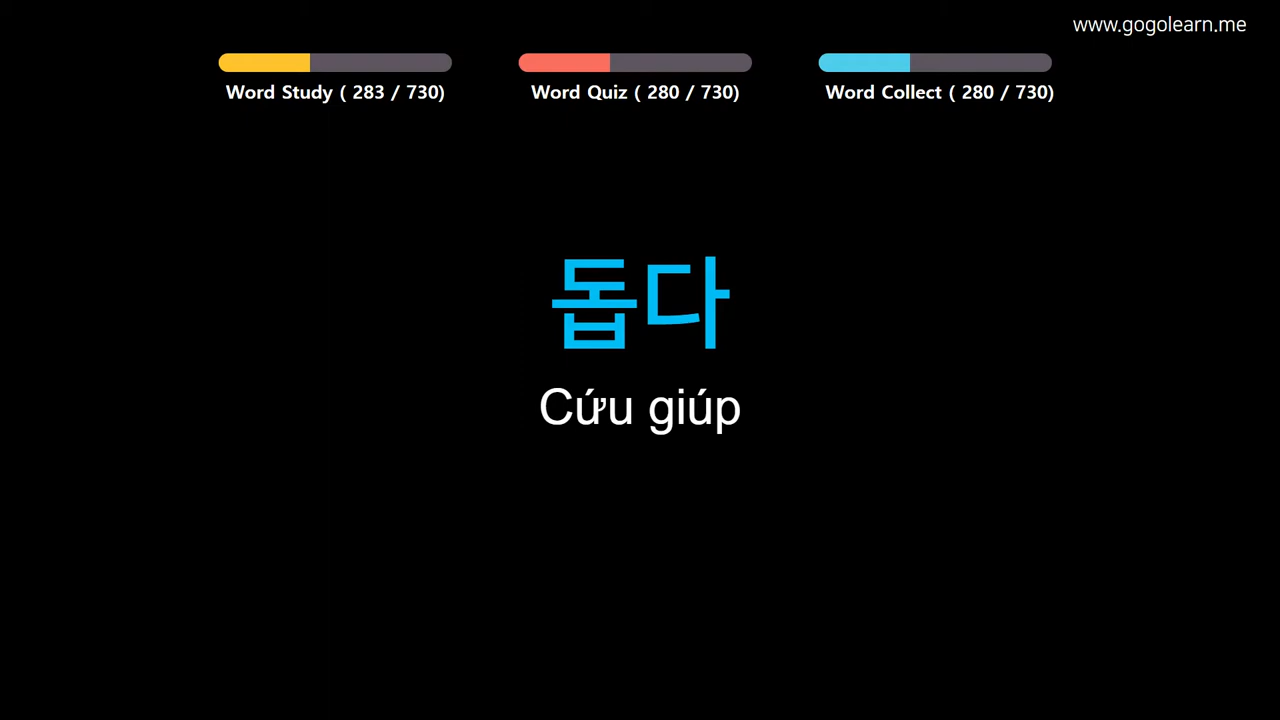 www.gogolearn.me
Word Study ( 283 / 730)
Word Quiz ( 280 / 730)
Word Collect ( 280 / 730)
돕다
Cứu giúp